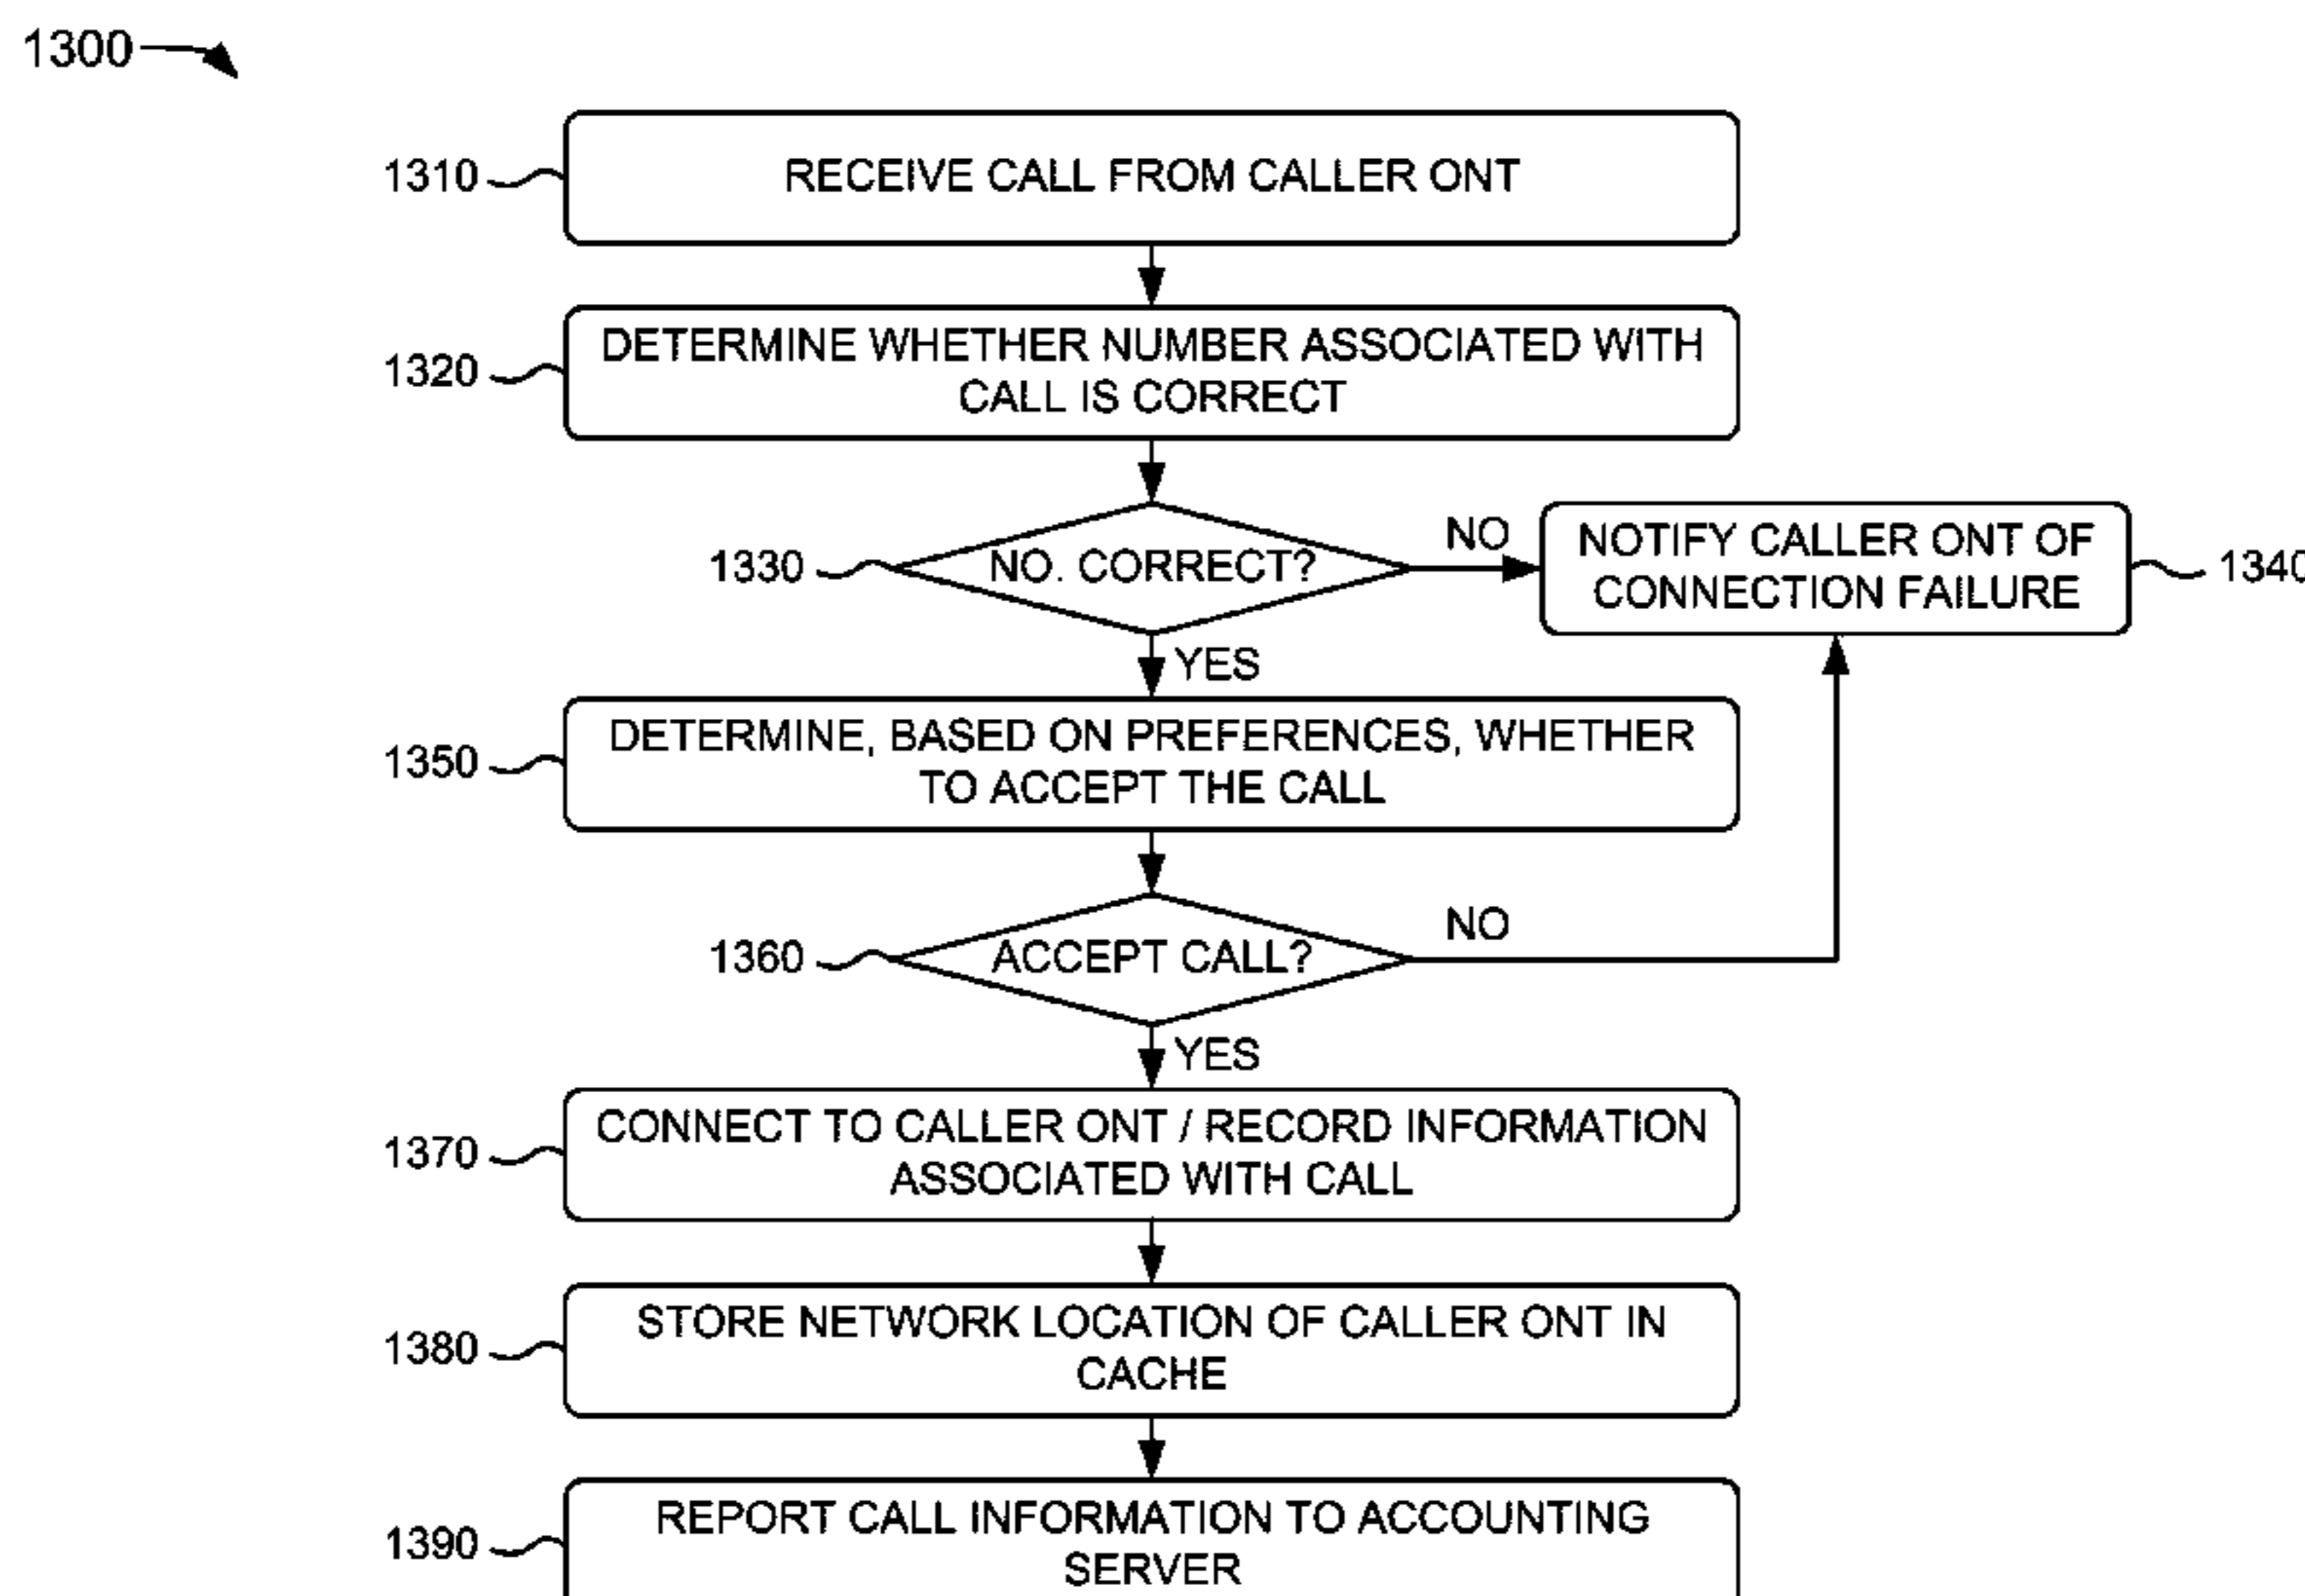 1300
1310
RECEIVE CALL FROM CALLER ONT
1320
DETERMINE WHETHER NUMBER ASSOCIATED WITH
CALL IS CORRECT
1330
NO. CORRECT?
NO
NOTIFY CALLER ONT OF
CONNECTION FAILURE
1340
YES
1350
DETERMINE, BASED ON PREFERENCES, WHETHER
TO ACCEPT THE CALL
1360
ACCEPT CALL?
NO
YES
1370
CONNECT TO CALLER ONT / RECORD INFORMATION
ASSOCIATED WITH CALL
1380
STORE NETWORK LOCATION OF CALLER ONT IN
CACHE
1390
REPORT CALL INFORMATION TO ACCOUNTING
SERVER